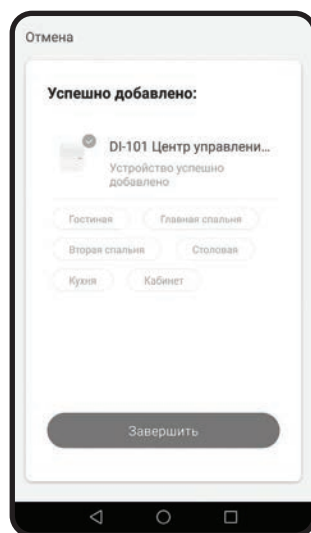 Отмена
Успешно добавлено:
DI-101 Центр управлени...
Устройство успешно
добавлено
Гостиная Главная спальня
Вторая спальня Столовая
Кухня Кабинет
Завершить